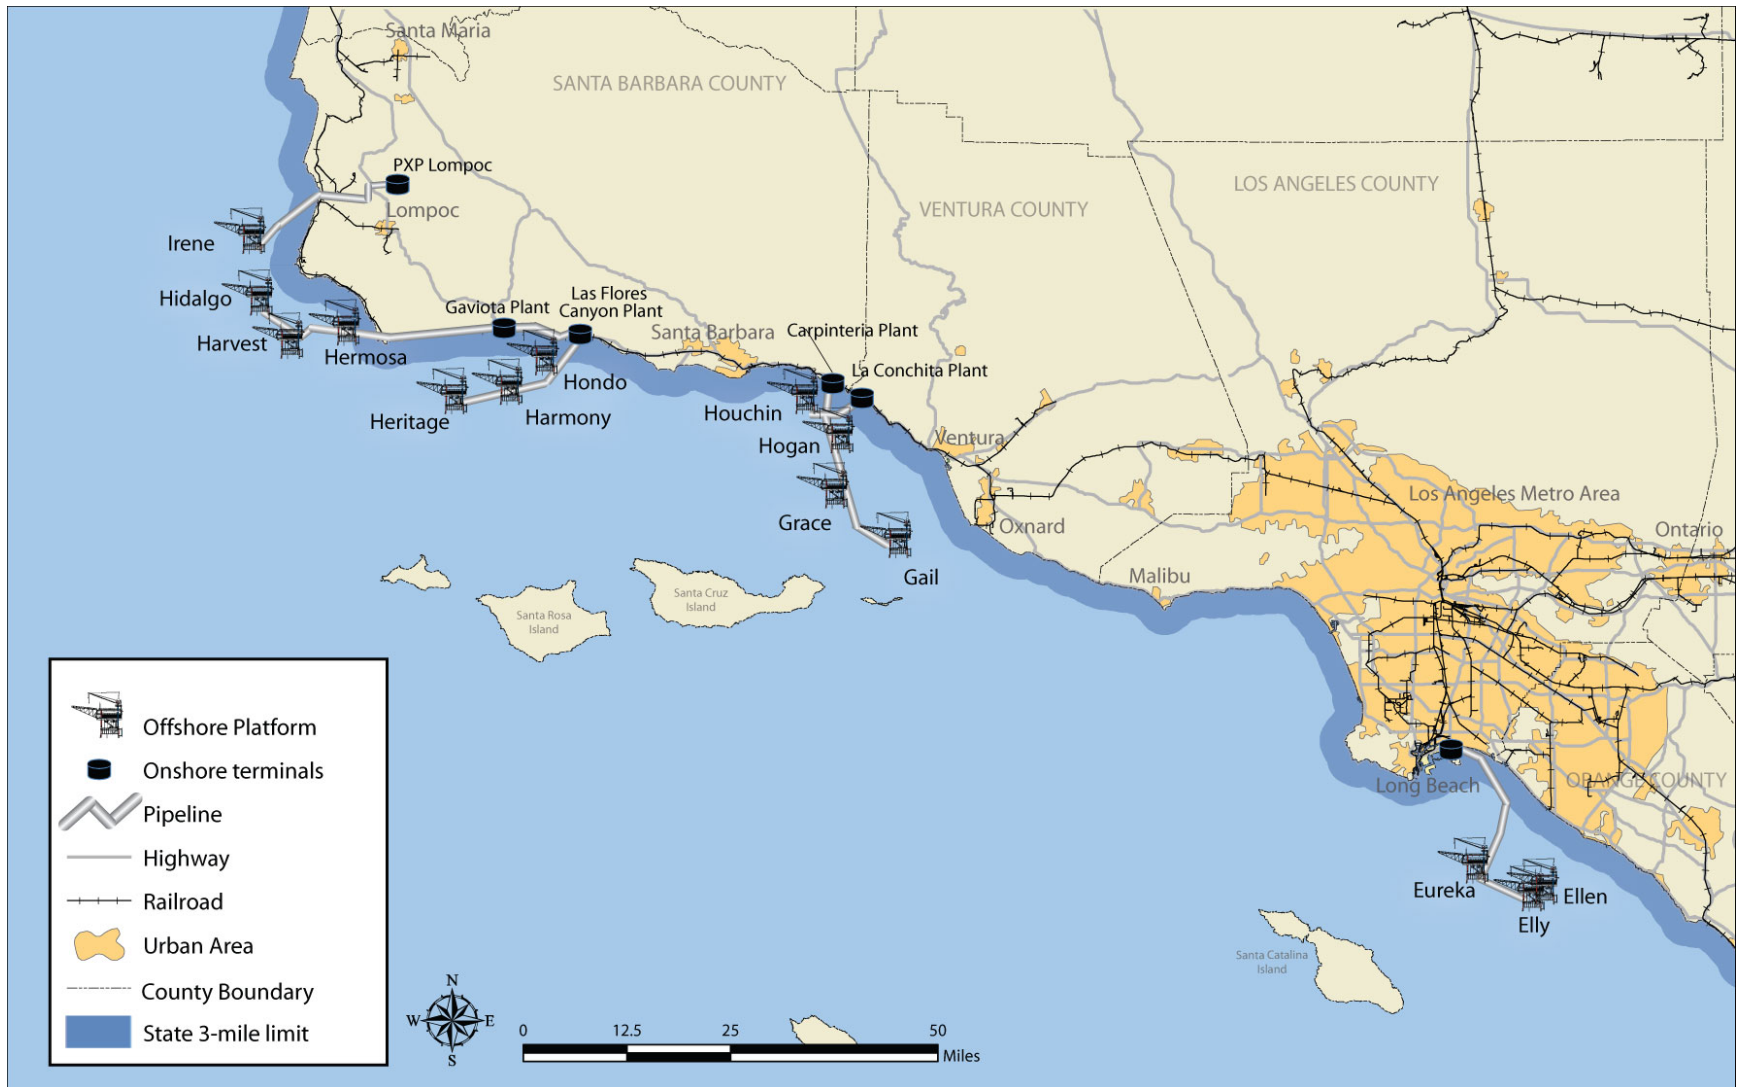 Santa Maria
SANTA BARBARA COUNTY
PXP Lompoc
LOS ANGELES COUNTY
Lompoc
VENTURA COUNTY
Irene
Hidalgo
Las Flores
Canyon Plant
Gaviota Plant
Santa Barbara
Carpinteria Plant
Harvest
Hermosa
La Conchita Plant
Hondo
Heritage
Harmony
Houchin
Hogan
Ventura
Los Angeles Metro Area
Grace
Oxnard
Ontario
Gail
Malibu
Santa Cruz
Island
Santa Rosa
Island
Offshore Platform
Onshore terminals
Pipeline
Highway
Railroad
Urban Area
County Boundary
State 3-mile limit
Long Beach
ORANGE COUNTY
Eureka
Ellen
Elly
Santa Catalina
Island
N
W
E
S
0
12.5
25
50
Miles